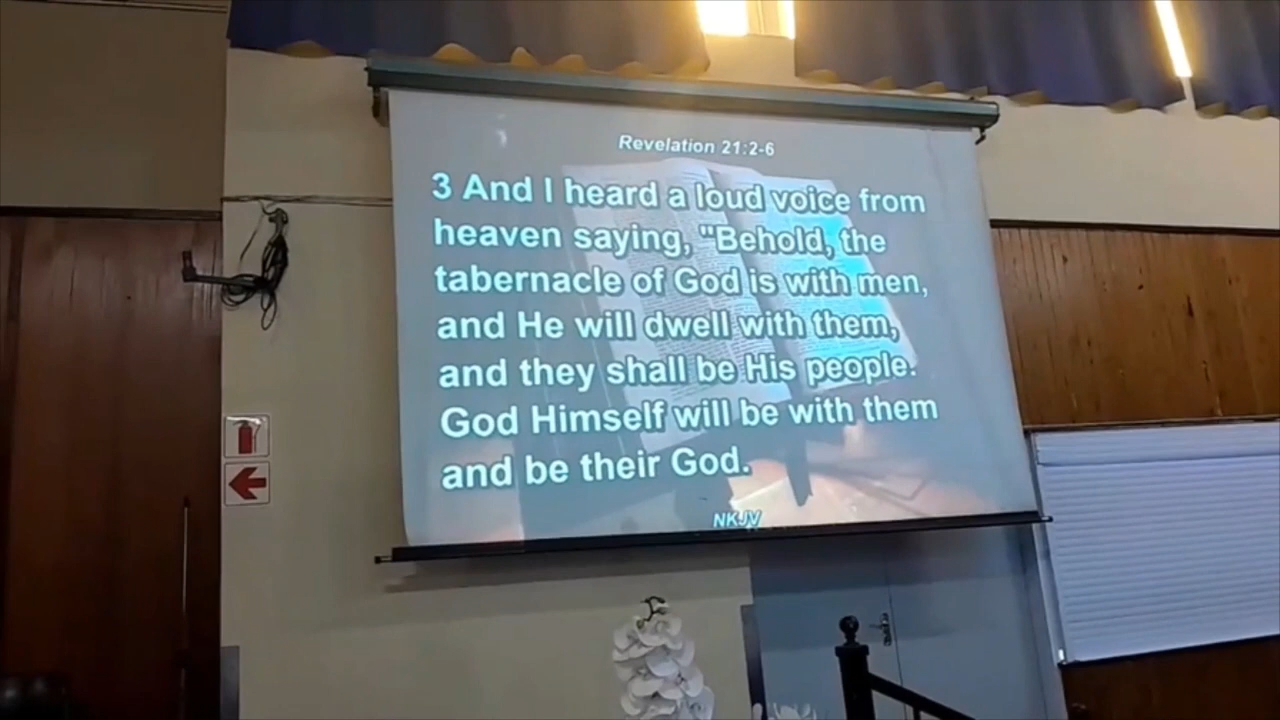 Revelation 21:2-6
3 And I heard a loud voice from
heaven saying, "Behold, the
tabernacle of God is with men,
and He will dwell with them,
and they shall be His people.
God Himself will be with them
and be their God.
NKJV